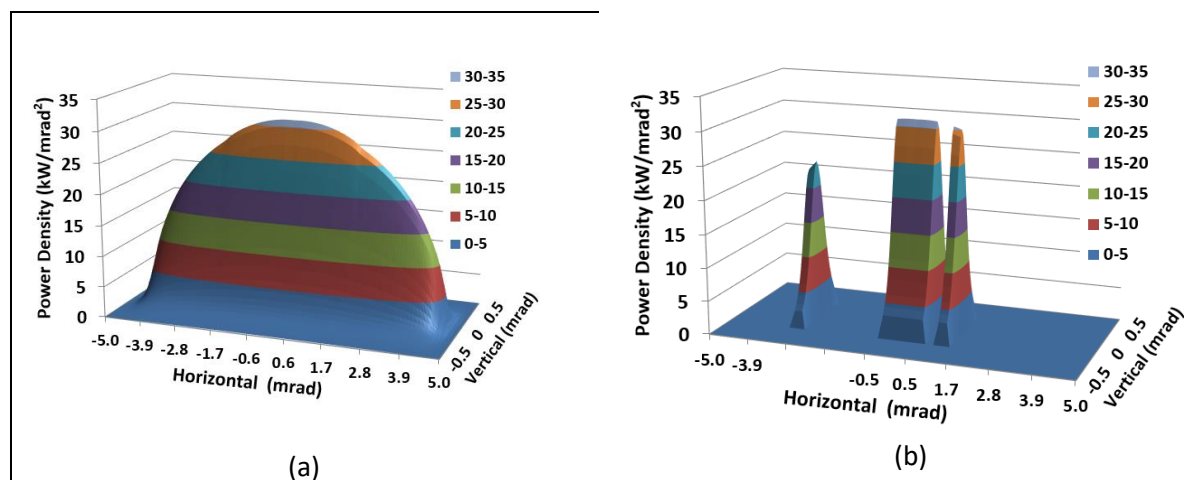 35
30
25
20
15
10
5
0
Power Density (kW/mrad²)
-5.0 -3.9 -2.8 -1.7 -0.6 0.6 1.7 2.8 3.9 5.0
Horizontal (mrad)
-0.5 0 0.5
Vertical (mrad)
30-35
25-30
20-25
15-20
10-15
5-10
0-5
(a)
35
30
25
20
15
10
5
0
Power Density (kW/mrad²)
-5.0 -3.9 -0.5 0.5 1.7 2.8 3.9 5.0
Horizontal (mrad)
-0.5 0 0.5
Vertical (mrad)
30-35
25-30
20-25
15-20
10-15
5-10
0-5
(b)